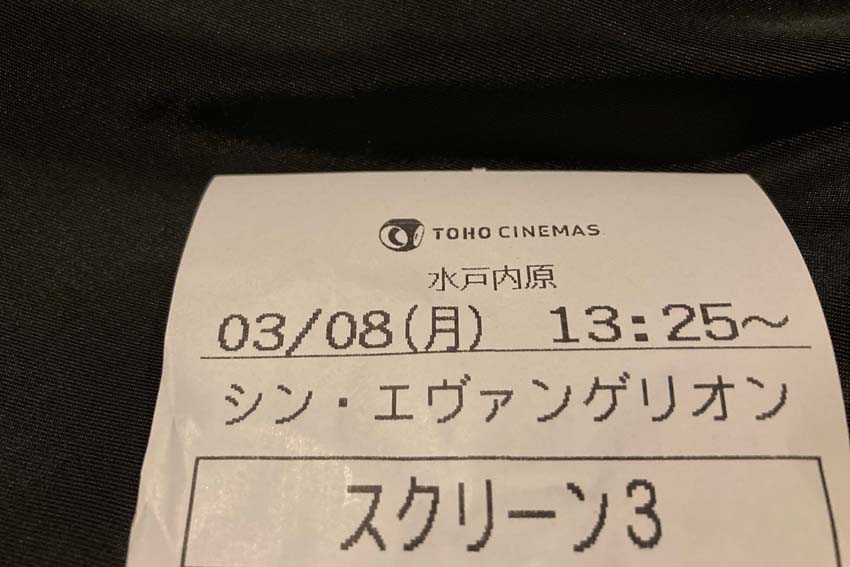 TOHO CINEMAS
水戸内原
03/08(月) 13:25～
シン・エヴァンゲリオン
スクリーン3